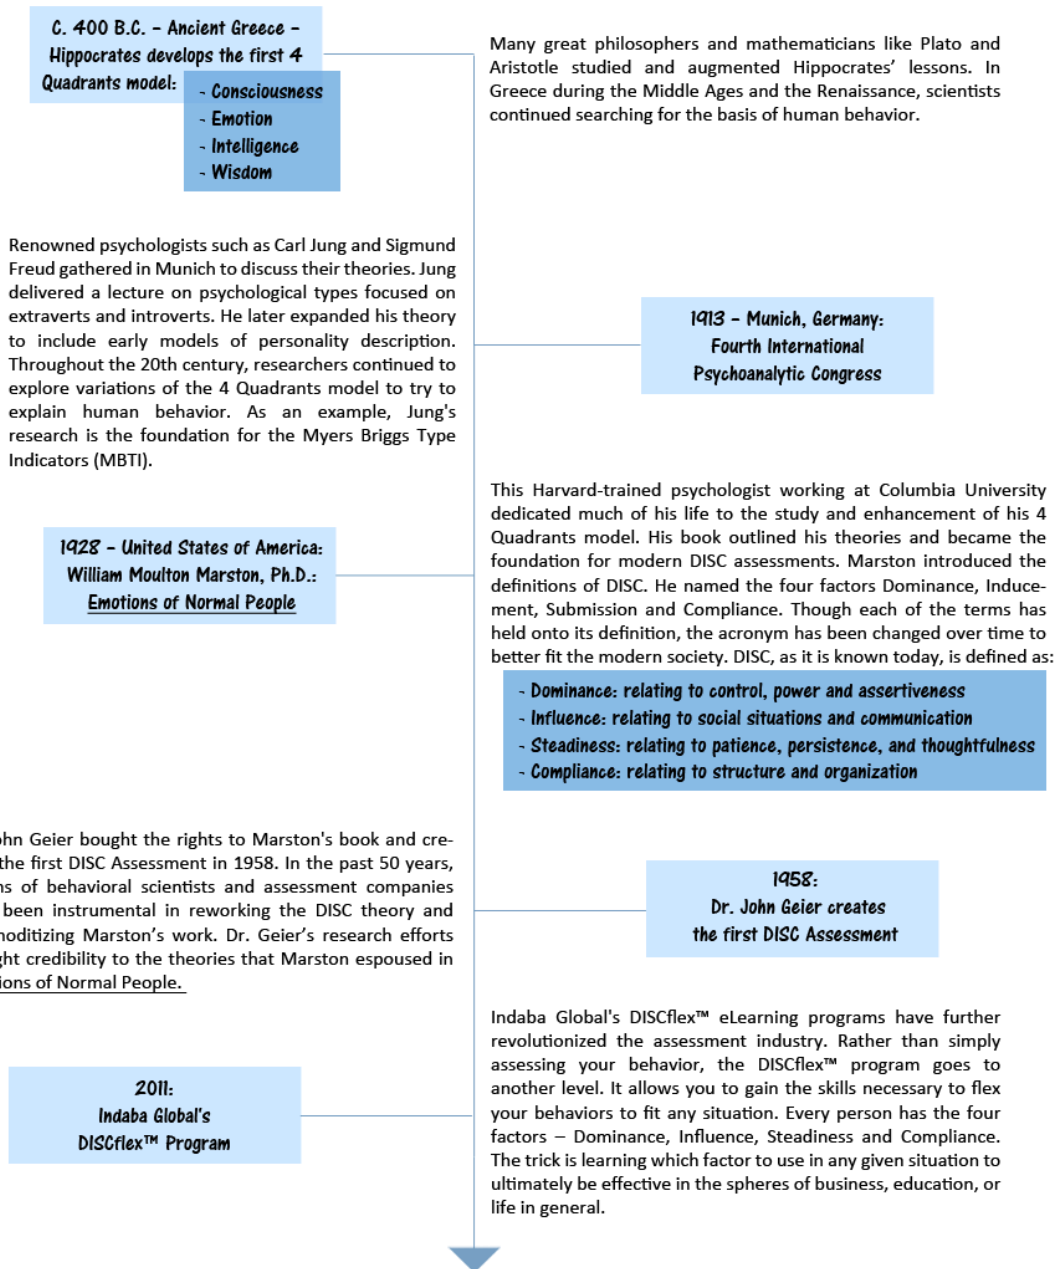 C. 400 B.C. - Ancient Greece -
Hippocrates develops the first 4
Quadrants model:
- Consciousness
- Emotion
- Intelligence
- Wisdom
Many great philosophers and mathematicians like Plato and
Aristotle studied and augmented Hippocrates' lessons. In
Greece during the Middle Ages and the Renaissance, scientists
continued searching for the basis of human behavior.
Renowned psychologists such as Carl Jung and Sigmund
Freud gathered in Munich to discuss their theories. Jung
delivered a lecture on psychological types focused on
extraverts and introverts. He later expanded his theory
to include early models of personality description.
Throughout the 20th century, researchers continued to
explore variations of the 4 Quadrants model to try to
explain human behavior. As an example, Jung's
research is the foundation for the Myers Briggs Type
Indicators (MBTI).
1913 - Munich, Germany:
Fourth International
Psychoanalytic Congress
This Harvard-trained psychologist working at Columbia University
dedicated much of his life to the study and enhancement of his 4
Quadrants model. His book outlined his theories and became the
foundation for modern DISC assessments. Marston introduced the
definitions of DISC. He named the four factors Dominance, Induce-
ment, Submission and Compliance. Though each of the terms has
held onto its definition, the acronym has been changed over time to
better fit the modern society. DISC, as it is known today, is defined as:
1928 - United States of America:
William Moulton Marston, Ph.D.:
Emotions of Normal People
- Dominance: relating to control, power and assertiveness
- Influence: relating to social situations and communication
- Steadiness: relating to patience, persistence, and thoughtfulness
- Compliance: relating to structure and organization
ohn Geier bought the rights to Marston's book and cre-
the first DISC Assessment in 1958. In the past 50 years,
ns of behavioral scientists and assessment companies
been instrumental in reworking the DISC theory and
moditizing Marston's work. Dr. Geier's research efforts
ght credibility to the theories that Marston espoused in
ions of Normal People.
1958:
Dr. John Geier creates
the first DISC Assessment
Indaba Global's DISCflex™ eLearning programs have further
revolutionized the assessment industry. Rather than simply
assessing your behavior, the DISCflex™ program goes to
another level. It allows you to gain the skills necessary to flex
your behaviors to fit any situation. Every person has the four
factors – Dominance, Influence, Steadiness and Compliance.
The trick is learning which factor to use in any given situation to
ultimately be effective in the spheres of business, education, or
life in general.
2011:
Indaba Global's
DISCflex™ Program